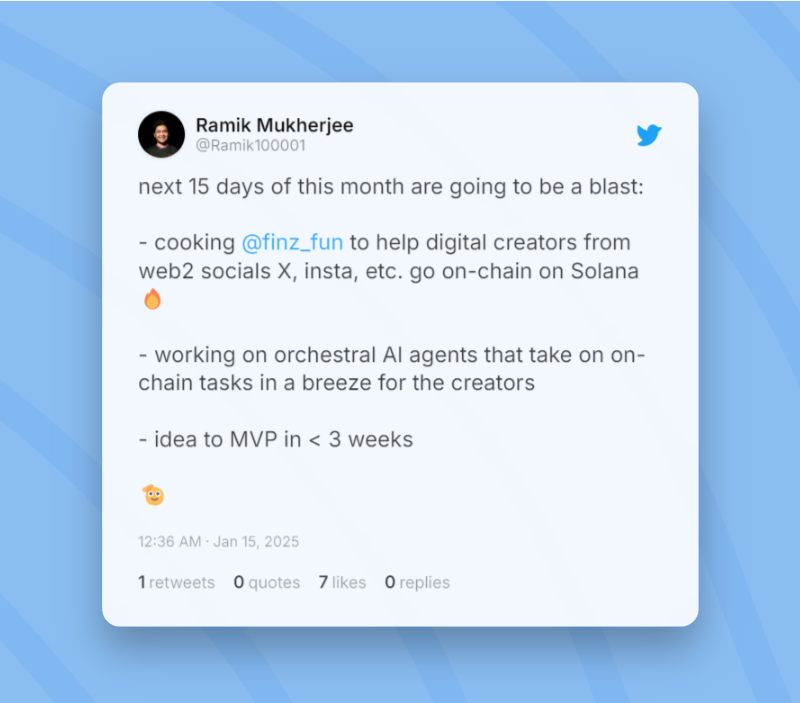 Ramik Mukherjee
@Ramik100001
next 15 days of this month are going to be a blast:
- cooking @finz_fun to help digital creators from
web2 socials X, insta, etc. go on-chain on Solana
🔥
- working on orchestral AI agents that take on on-
chain tasks in a breeze for the creators
- idea to MVP in < 3 weeks
🫡
12:36 AM · Jan 15, 2025
1 retweets 0 quotes 7 likes 0 replies